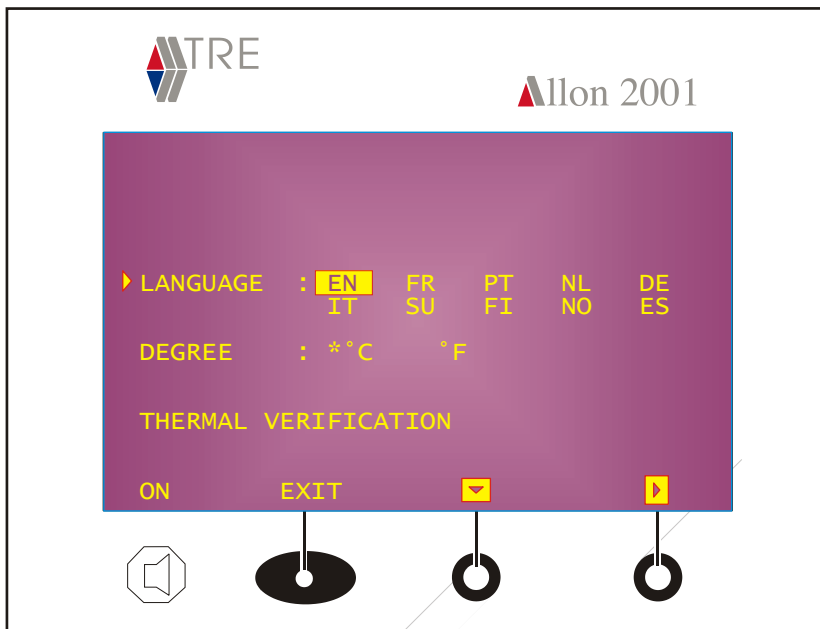 TRE
Allon 2001
LANGUAGE : EN FR PT NL DE
IT SU FI NO ES
DEGREE : *°C °F
THERMAL VERIFICATION
ON EXIT